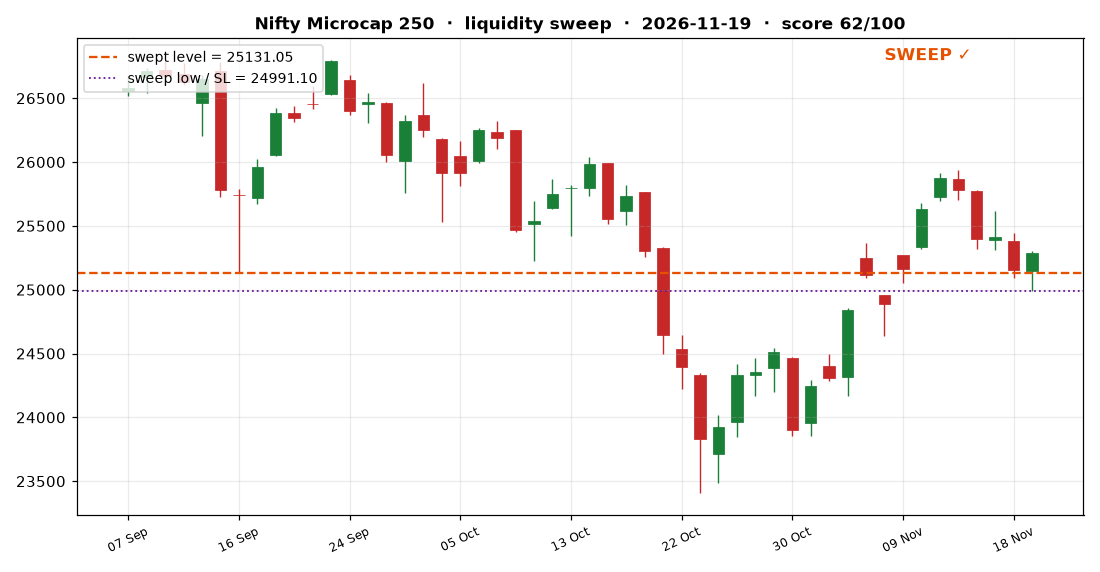 Nifty Microcap 250 · liquidity sweep · 2026-11-19 · score 62/100
swept level = 25131.05
sweep low / SL = 24991.10
SWEEP ✓
26500
26000
25500
25000
24500
24000
23500
07 Sep
16 Sep
24 Sep
05 Oct
13 Oct
22 Oct
30 Oct
09 Nov
18 Nov